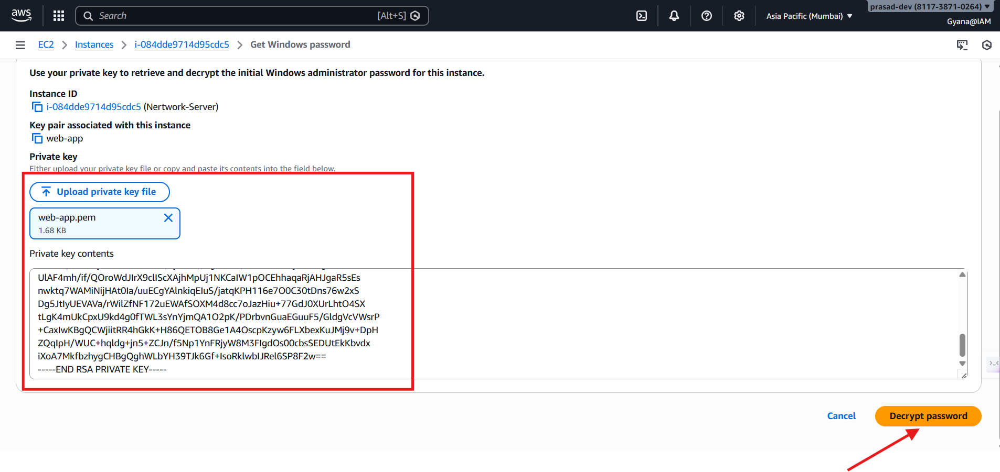 aws
Search
[Alt+S]
Asia Pacific (Mumbai)
prasad-dev (8117-3871-0264)
Gyana@IAM
EC2
Instances
i-084dde9714d95cdc5
Get Windows password
Use your private key to retrieve and decrypt the initial Windows administrator password for this instance.
Instance ID
i-084dde9714d95cdc5 (Nertwork-Server)
Key pair associated with this instance
web-app
Private key
Either upload your private key file or copy and paste its contents into the field below.
Upload private key file
web-app.pem
1.68 KB
Private key contents
UlAF4mh/if/QOroWdJIrX9clIScXAjhMpUj1NKCaIW1pOCEhhaqaRjAHJgaR5sEs
nwktq7WAMiNijHAt0Ia/uuECgYAlnkiqEIuS/jatqKPH116e7O0C30tDns76w2xS
Dg5JtIyUEVAVa/rWilZfNF172uEWAfSOXM4d8cc7oJazHiu+77GdJ0XUrLhtO4SX
tLgK4mUkCpxU9kd4g0fTWL3sYnYjmQA1O2pK/PDrbvnGuaEGuuF5/GldgVcVWsrP
+CaxIwKBgQCWjiitRR4hGkK+H86QETOB8Ge1A4OscpKzyw6FLXbexKuJMj9v+DpH
ZQqIpH/WUC+hqldg+jn5+ZCJn/f5Np1YnFRjyW8M3FIgdOs00cbsSEDUtEkKbvdx
iXoA7MkfbzhygCHBgQghWLbYH39TJk6Gf+IsoRklwbIJRel6SP8F2w==
-----END RSA PRIVATE KEY-----
Cancel
Decrypt password